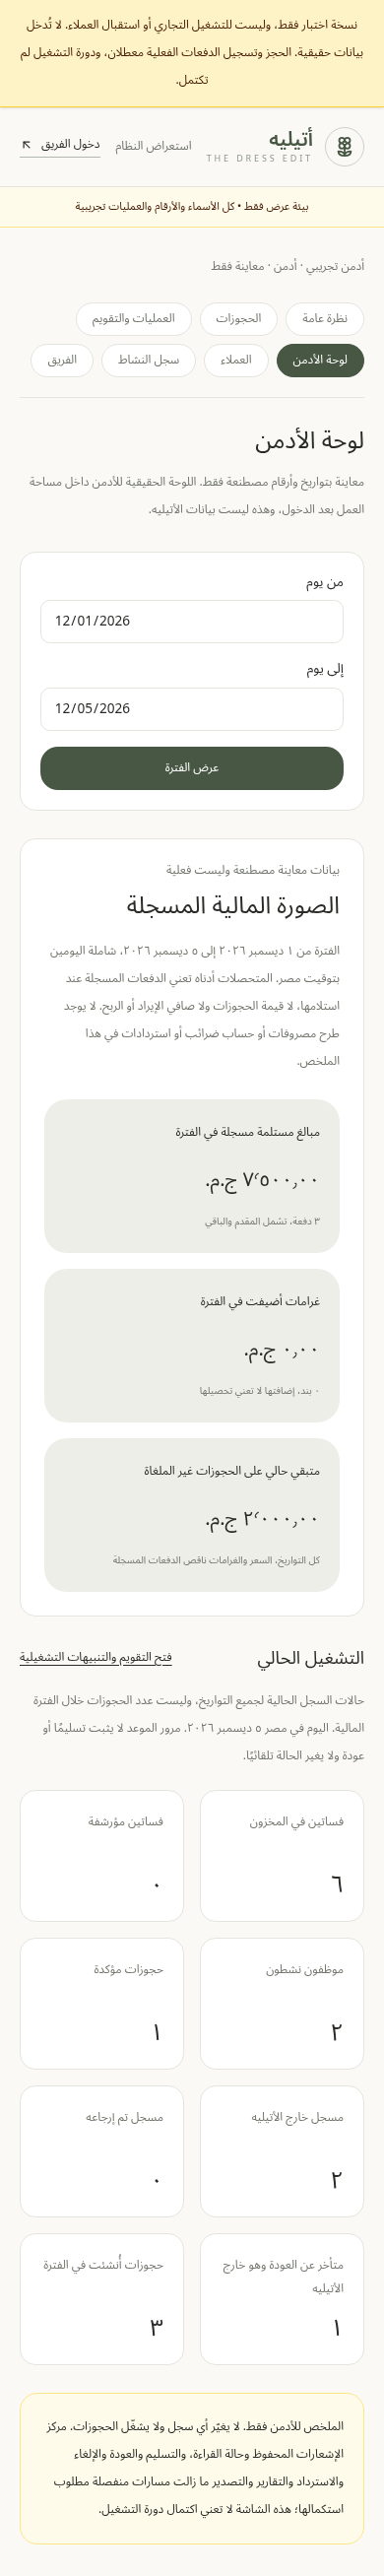 نسخة اختبار فقط، وليست للتشغيل التجاري أو استقبال العملاء. لا تُدخل
بيانات حقيقية. الحجز وتسجيل الدفعات الفعلية معطلان، ودورة التشغيل لم
تكتمل.
أتيليه
THE DRESS EDIT
استعراض النظام
دخول الفريق ↖
بيئة عرض فقط • كل الأسماء والأرقام والعمليات تجريبية
أدمن تجريبي · أدمن · معاينة فقط
نظرة عامة
الحجوزات
العمليات والتقويم
لوحة الأدمن
العملاء
سجل النشاط
الفريق
لوحة الأدمن
معاينة بتواريخ وأرقام مصطنعة فقط. اللوحة الحقيقية للأدمن داخل مساحة
العمل بعد الدخول، وهذه ليست بيانات الأتيليه.
من يوم
12/01/2026
إلى يوم
12/05/2026
عرض الفترة
بيانات معاينة مصطنعة وليست فعلية
الصورة المالية المسجلة
الفترة من ١ ديسمبر ٢٠٢٦ إلى ٥ ديسمبر ٢٠٢٦، شاملة اليومين
بتوقيت مصر. المتحصلات أدناه تعني الدفعات المسجلة عند
استلامها، لا قيمة الحجوزات ولا صافي الإيراد أو الربح. لا يوجد
طرح مصروفات أو حساب ضرائب أو استردادات في هذا
الملخص.
مبالغ مستلمة مسجلة في الفترة
٧٬٥٠٠٫٠٠ ج.م.
٣ دفعة، تشمل المقدم والباقي
غرامات أضيفت في الفترة
٠٫٠٠ ج.م.
٠ بند، إضافتها لا تعني تحصيلها
متبقي حالي على الحجوزات غير الملغاة
٢٬٠٠٠٫٠٠ ج.م.
كل التواريخ، السعر والغرامات ناقص الدفعات المسجلة
التشغيل الحالي
فتح التقويم والتنبيهات التشغيلية
حالات السجل الحالية لجميع التواريخ، وليست عدد الحجوزات خلال الفترة
المالية. اليوم في مصر ٥ ديسمبر ٢٠٢٦. مرور الموعد لا يثبت تسليمًا أو
عودة ولا يغير الحالة تلقائيًا.
فساتين في المخزون
٦
فساتين مؤرشفة
٠
موظفون نشطون
٢
حجوزات مؤكدة
١
مسجل خارج الأتيليه
٢
مسجل تم إرجاعه
٠
متأخر عن العودة وهو خارج
الأتيليه
١
حجوزات أُنشئت في الفترة
٣
الملخص للأدمن فقط. لا يغيّر أي سجل ولا يشغّل الحجوزات. مركز
الإشعارات المحفوظ وحالة القراءة، والتسليم والعودة والإلغاء
والاسترداد والتقارير والتصدير ما زالت مسارات منفصلة مطلوب
استكمالها؛ هذه الشاشة لا تعني اكتمال دورة التشغيل.